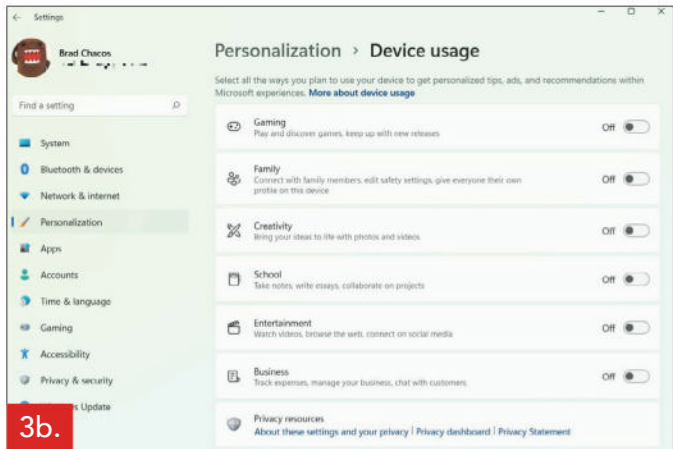 Settings
Brad Chacos
Find a setting
System
Bluetooth & devices
Network & internet
Personalization
Apps
Accounts
Time & language
Gaming
Accessibility
Privacy & security
Update
3b.
Personalization › Device usage
Select all the ways you plan to use your device to get personalized tips, ads, and recommendations within
Microsoft experiences. More about device usage
Gaming
Play and discover games, keep up with new releases
Off
Family
Connect with family members, edit safety settings, give everyone their own
profile on this device
Off
Creativity
Bring your ideas to life with photos and videos
Off
School
Take notes, write essays, collaborate on projects
Off
Entertainment
Watch videos, browse the web, connect on social media
Off
Business
Track expenses, manage your business, chat with customers
Off
Privacy resources
About these settings and your privacy | Privacy dashboard | Privacy Statement